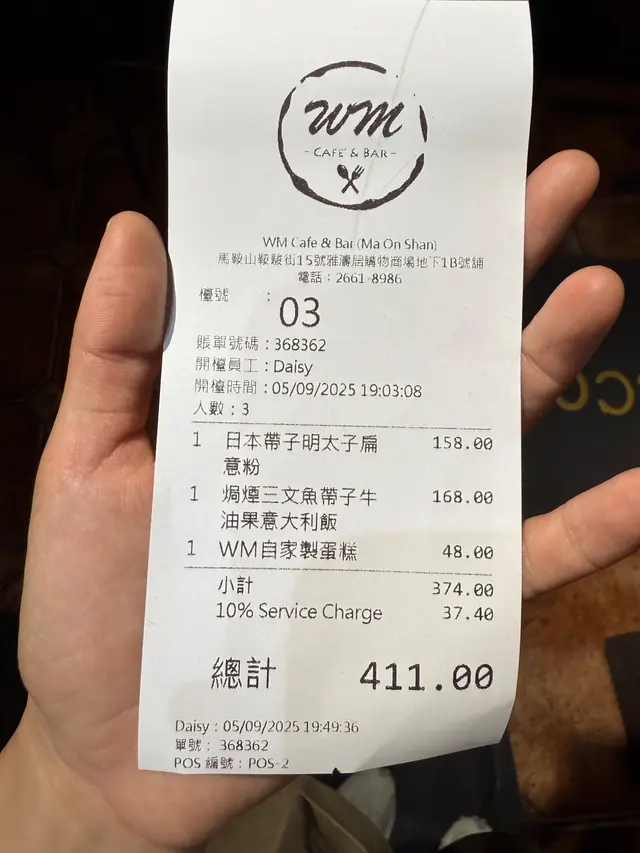 WM
- CAFE & BAR -
WM Cafe & Bar (Ma On Shan)
馬鞍山鞍駿街15號雅濤居購物商場地下1B號舖
電話：2661-8986
檯號 ：
03
賬單號碼：368362
開檯員工：Daisy
開檯時間：05/09/2025 19:03:08
人數：3
1 日本帶子明太子扁 158.00
意粉
1 焗煙三文魚帶子牛 168.00
油果意大利飯
1 WM自家製蛋糕 48.00
小計 374.00
10% Service Charge 37.40
總計 411.00
Daisy：05/09/2025 19:49:36
單號：368362
POS 編號：POS-2